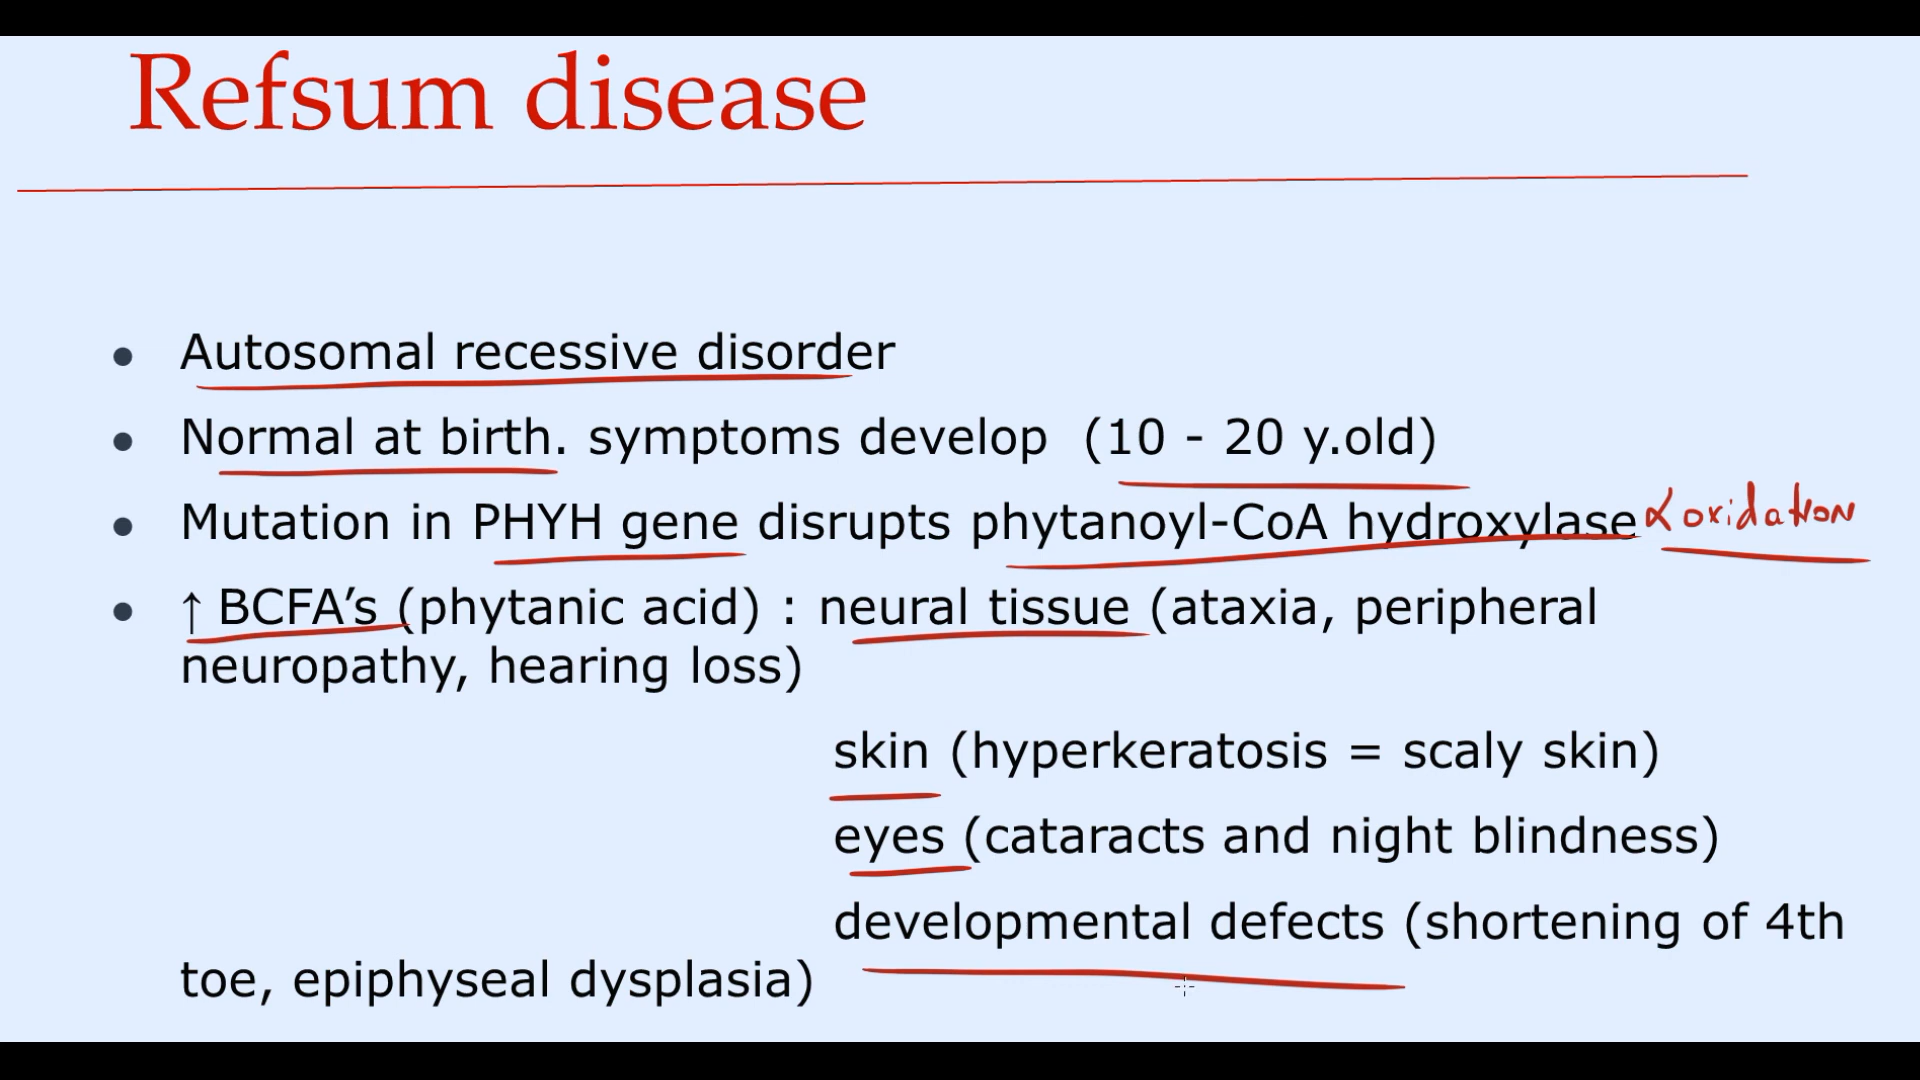 Refsum disease
• Autosomal recessive disorder
• Normal at birth. symptoms develop (10 - 20 y.old)
• Mutation in PHYH gene disrupts phytanoyl-CoA hydroxylase α oxidation
• ↑ BCFA’s (phytanic acid) : neural tissue (ataxia, peripheral
neuropathy, hearing loss)
skin (hyperkeratosis = scaly skin)
eyes (cataracts and night blindness)
developmental defects (shortening of 4th
toe, epiphyseal dysplasia)